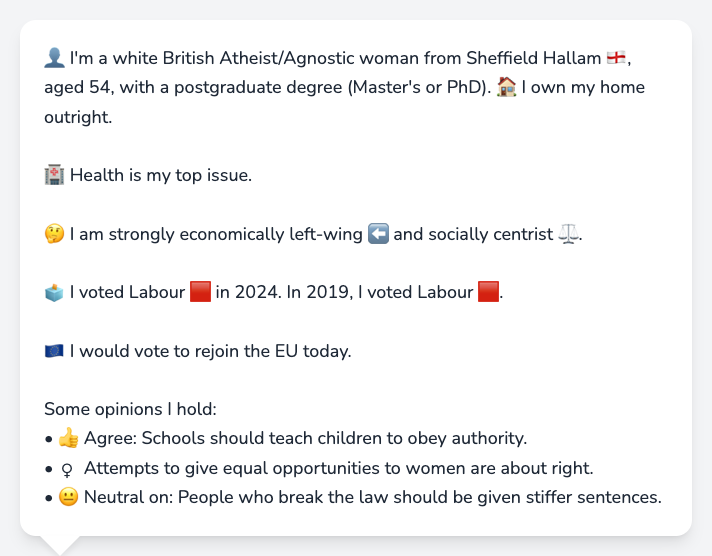 👤 I'm a white British Atheist/Agnostic woman from Sheffield Hallam 🏴󠁧󠁢󠁥󠁮󠁧󠁿,
aged 54, with a postgraduate degree (Master's or PhD). 🏠 I own my home
outright.
🏥 Health is my top issue.
🤔 I am strongly economically left-wing ⬅️ and socially centrist ⚖️.
🗳️ I voted Labour 🟥 in 2024. In 2019, I voted Labour 🟥.
🇪🇺 I would vote to rejoin the EU today.
Some opinions I hold:
• 👍 Agree: Schools should teach children to obey authority.
• ♀ Attempts to give equal opportunities to women are about right.
• 😐 Neutral on: People who break the law should be given stiffer sentences.